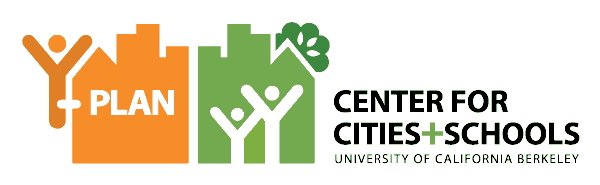 Y-PLAN
CENTER FOR
CITIES+SCHOOLS
UNIVERSITY OF CALIFORNIA BERKELEY